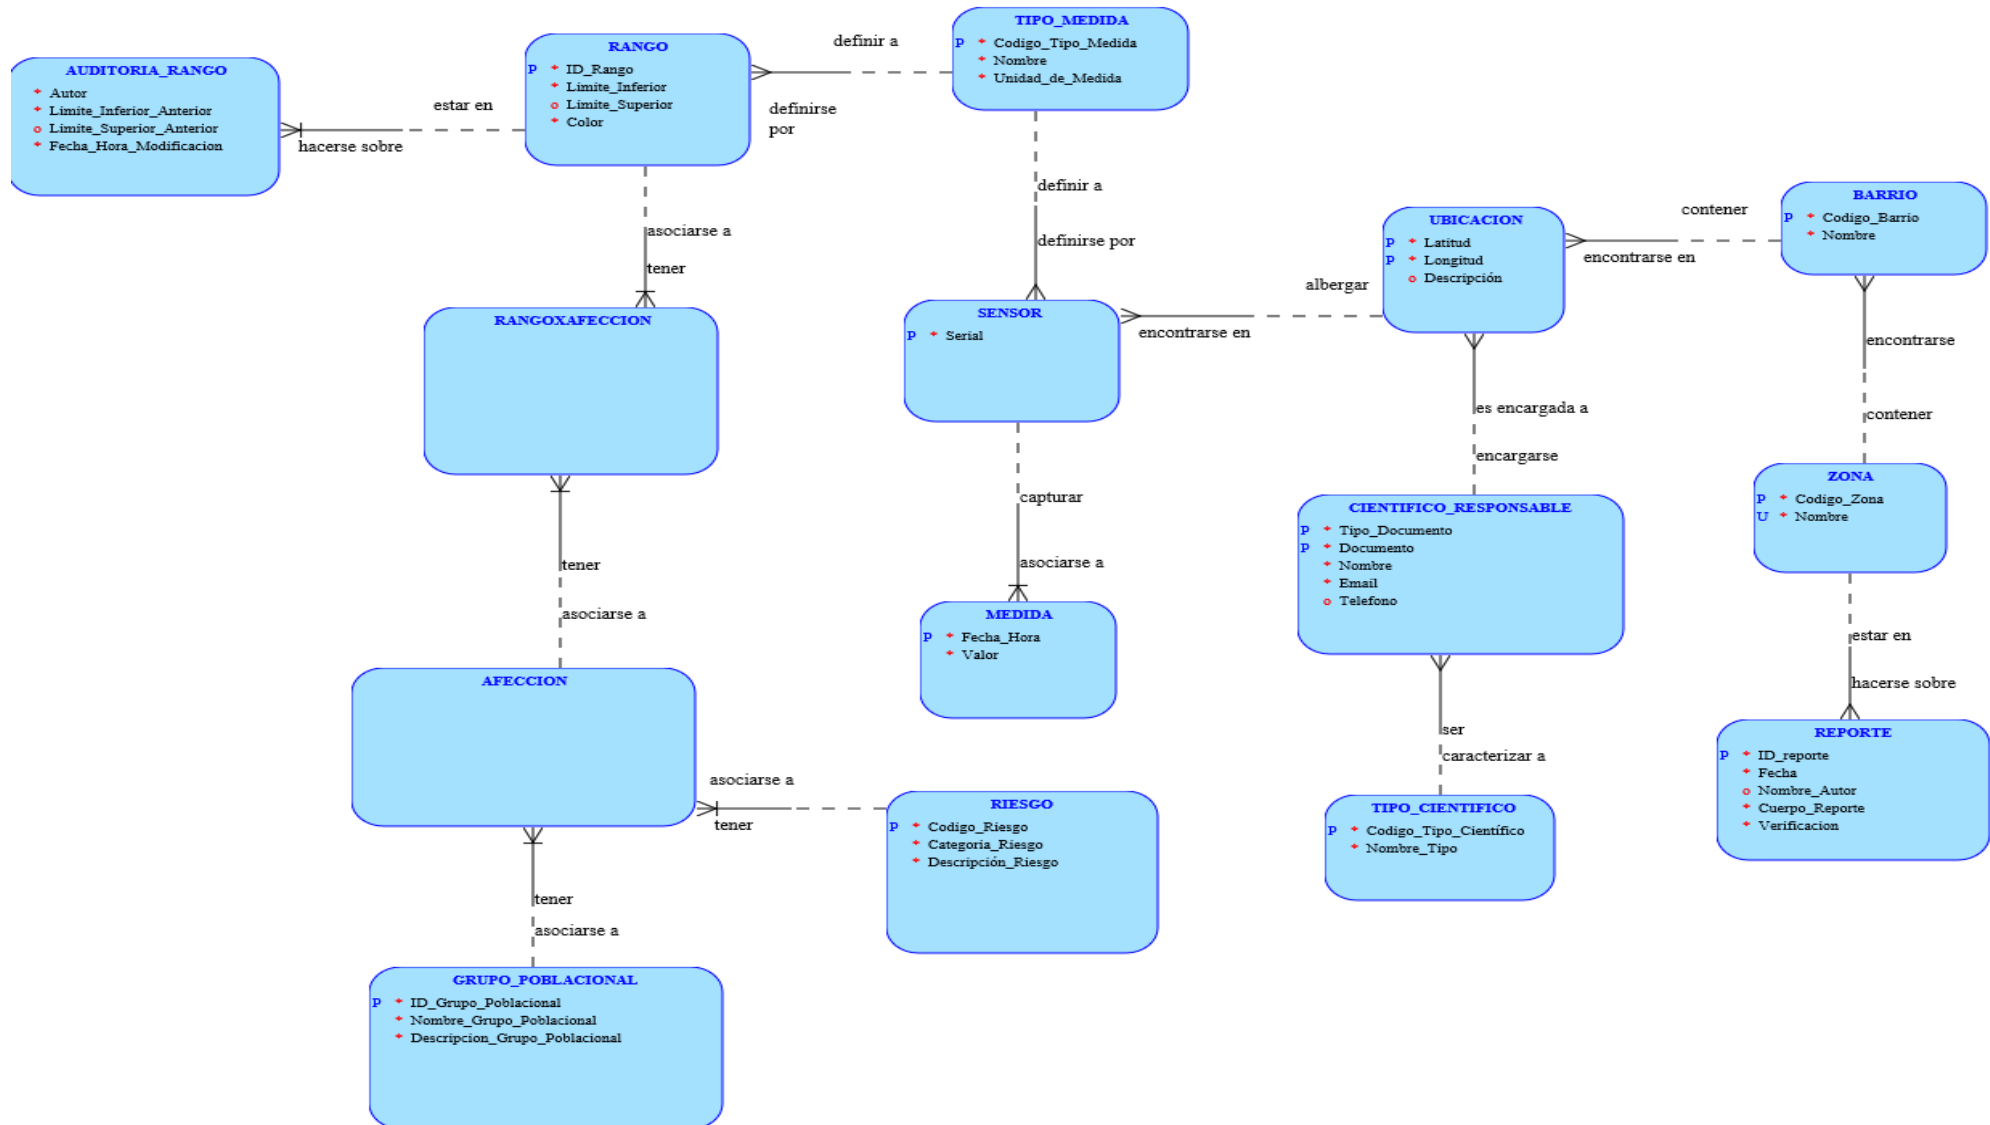 AUDITORIA_RANGO
* Autor
* Limite_Inferior_Anterior
o Limite_Superior_Anterior
* Fecha_Hora_Modificacion
estar en
hacerse sobre
RANGO
P * ID_Rango
* Limite_Inferior
o Limite_Superior
* Color
definir a
definirse
por
TIPO_MEDIDA
P * Codigo_Tipo_Medida
* Nombre
* Unidad_de_Medida
asociarse a
tener
RANGOXAFECCION
definir a
definirse por
SENSOR
P * Serial
albergar
encontrarse en
UBICACION
P * Latitud
P * Longitud
o Descripción
contener
encontrarse en
BARRIO
P * Codigo_Barrio
* Nombre
encontrarse
contener
ZONA
P * Codigo_Zona
U * Nombre
es encargada a
encargarse
CIENTIFICO_RESPONSABLE
P * Tipo_Documento
P * Documento
* Nombre
* Email
o Telefono
capturar
asociarse a
MEDIDA
P * Fecha_Hora
* Valor
tener
asociarse a
AFECCION
estar en
hacerse sobre
REPORTE
P * ID_reporte
* Fecha
o Nombre_Autor
* Cuerpo_Reporte
* Verificacion
ser
caracterizar a
TIPO_CIENTIFICO
P * Codigo_Tipo_Científico
* Nombre_Tipo
asociarse a
tener
RIESGO
P * Codigo_Riesgo
* Categoria_Riesgo
* Descripción_Riesgo
tener
asociarse a
GRUPO_POBLACIONAL
P * ID_Grupo_Poblacional
* Nombre_Grupo_Poblacional
* Descripcion_Grupo_Poblacional